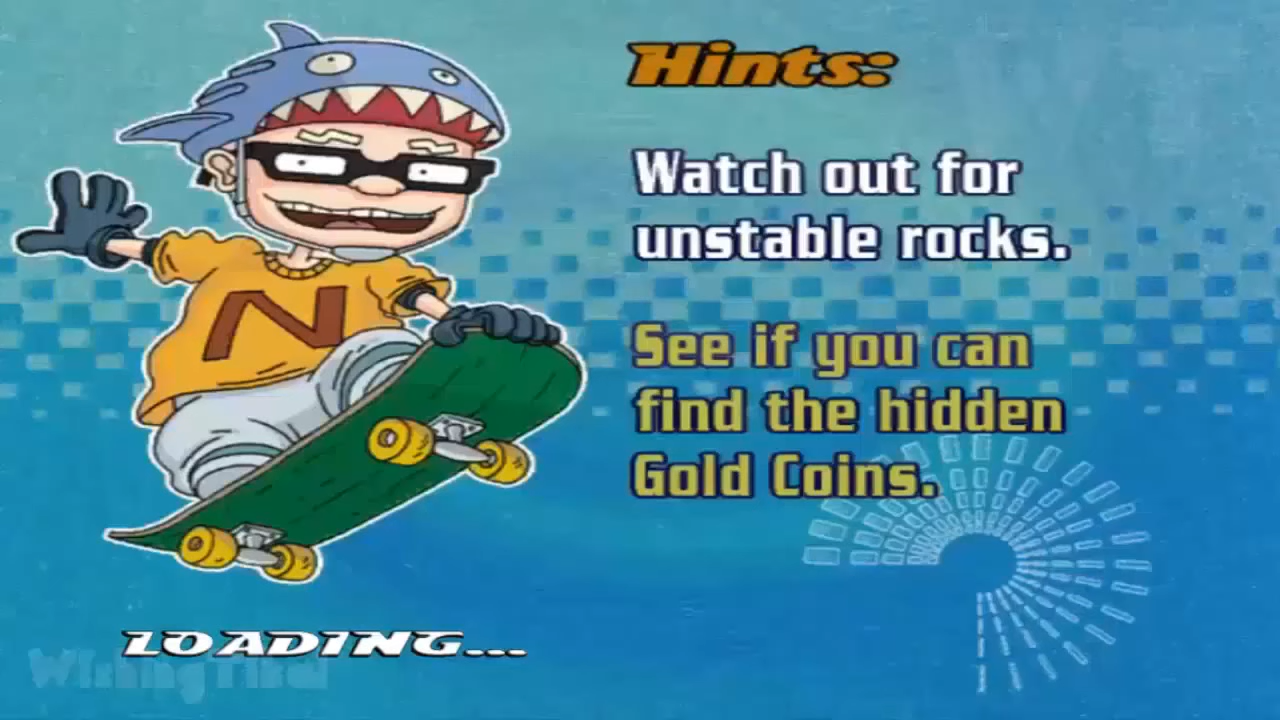 Hints:
Watch out for
unstable rocks.
See if you can
find the hidden
Gold Coins.
N
LOADING...